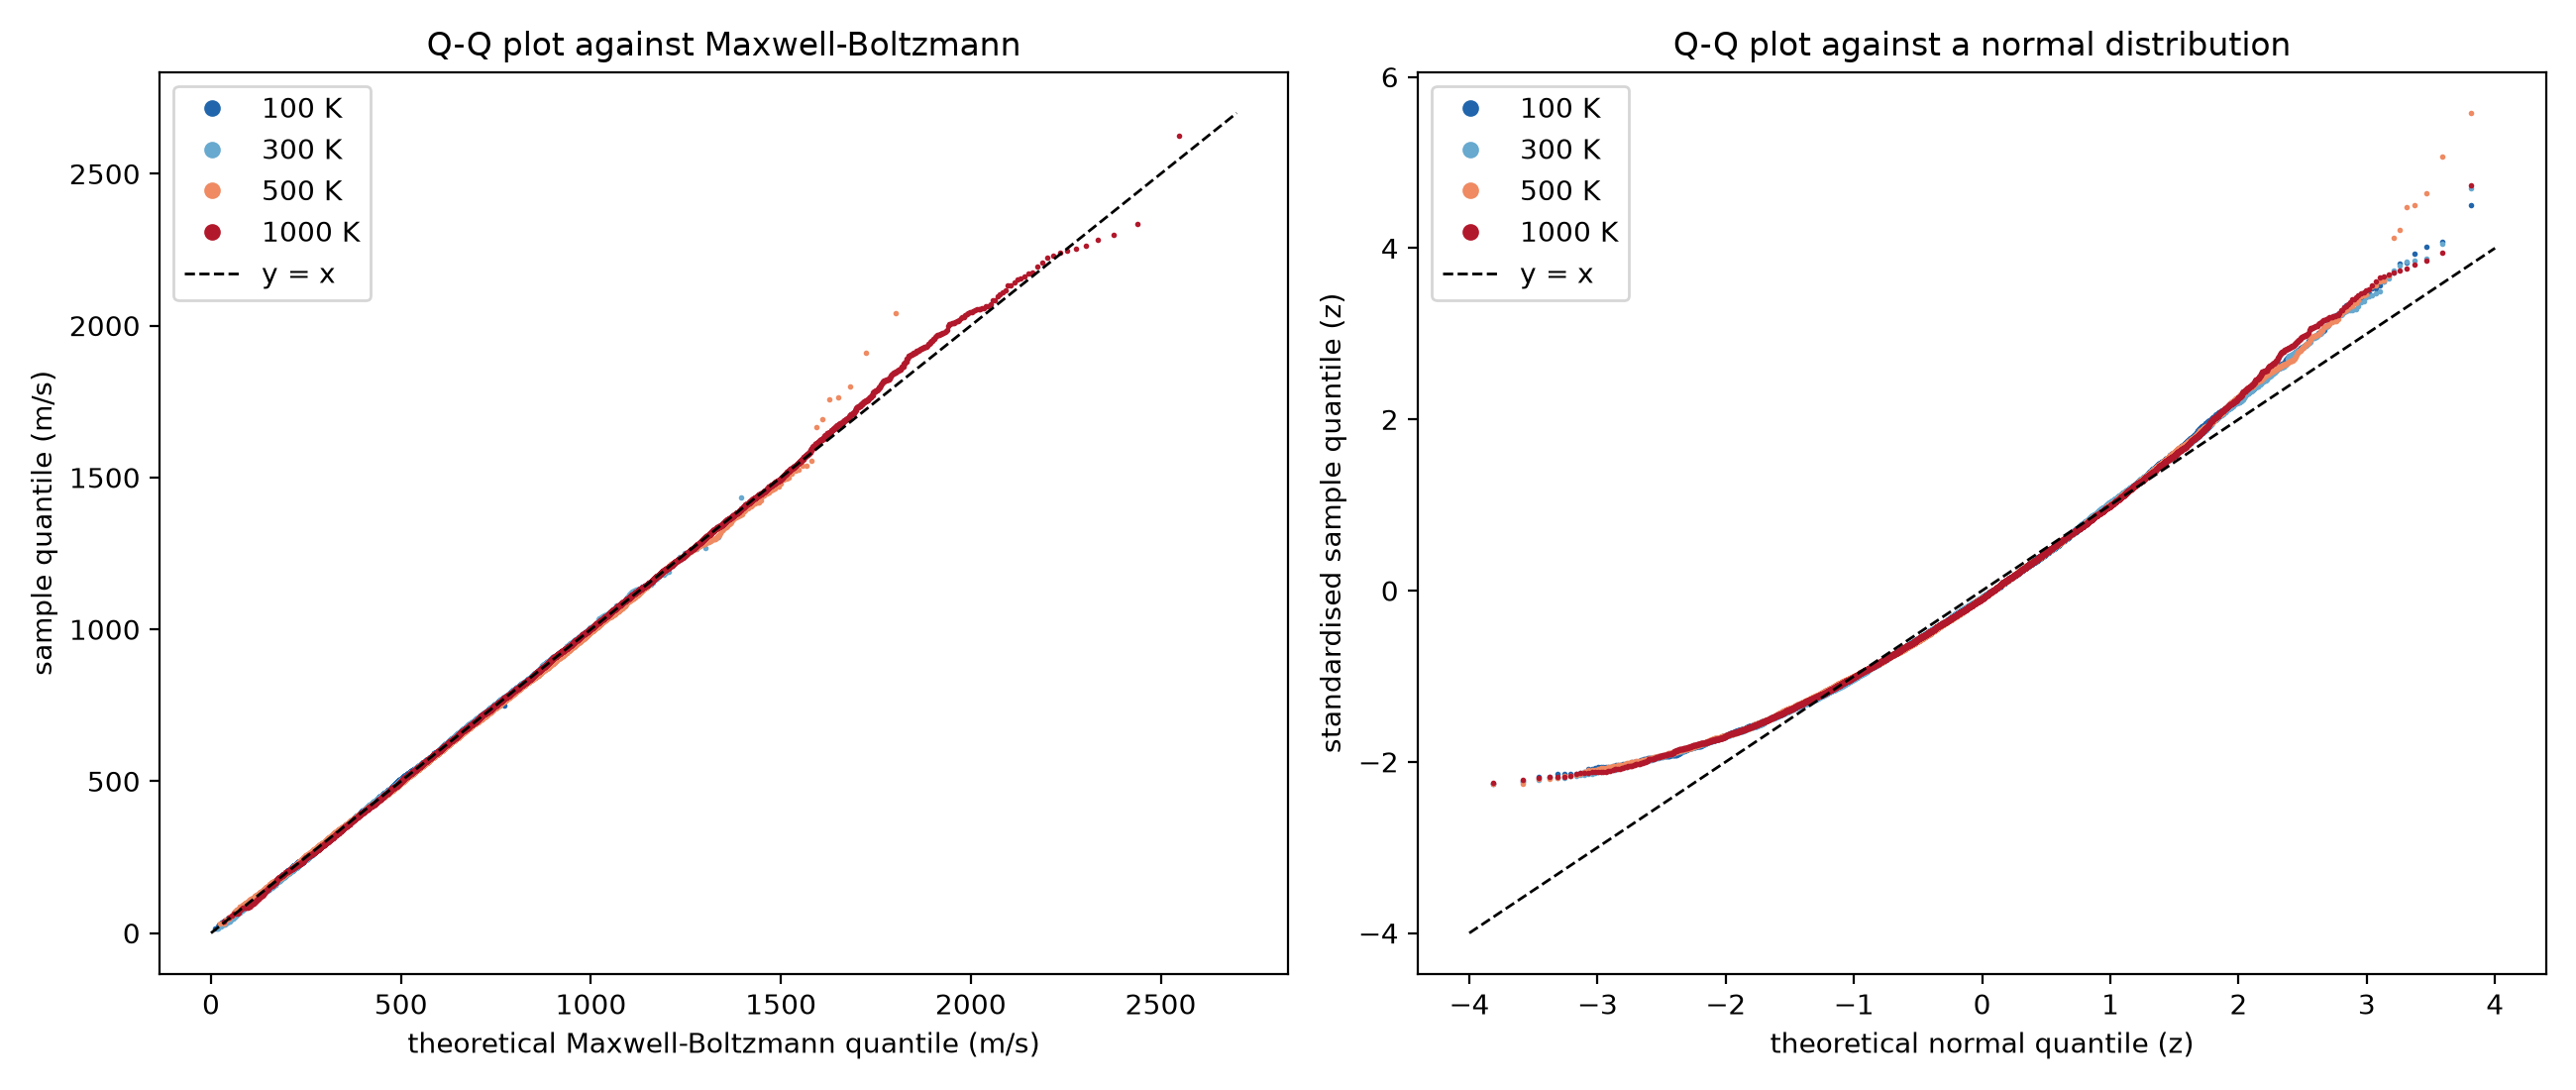 Q-Q plot against Maxwell-Boltzmann
100 K
300 K
500 K
1000 K
y = x
2500
2000
1500
1000
500
0
sample quantile (m/s)
0 500 1000 1500 2000 2500
theoretical Maxwell-Boltzmann quantile (m/s)
Q-Q plot against a normal distribution
100 K
300 K
500 K
1000 K
y = x
6
4
2
0
−2
−4
standardised sample quantile (z)
−4 −3 −2 −1 0 1 2 3 4
theoretical normal quantile (z)